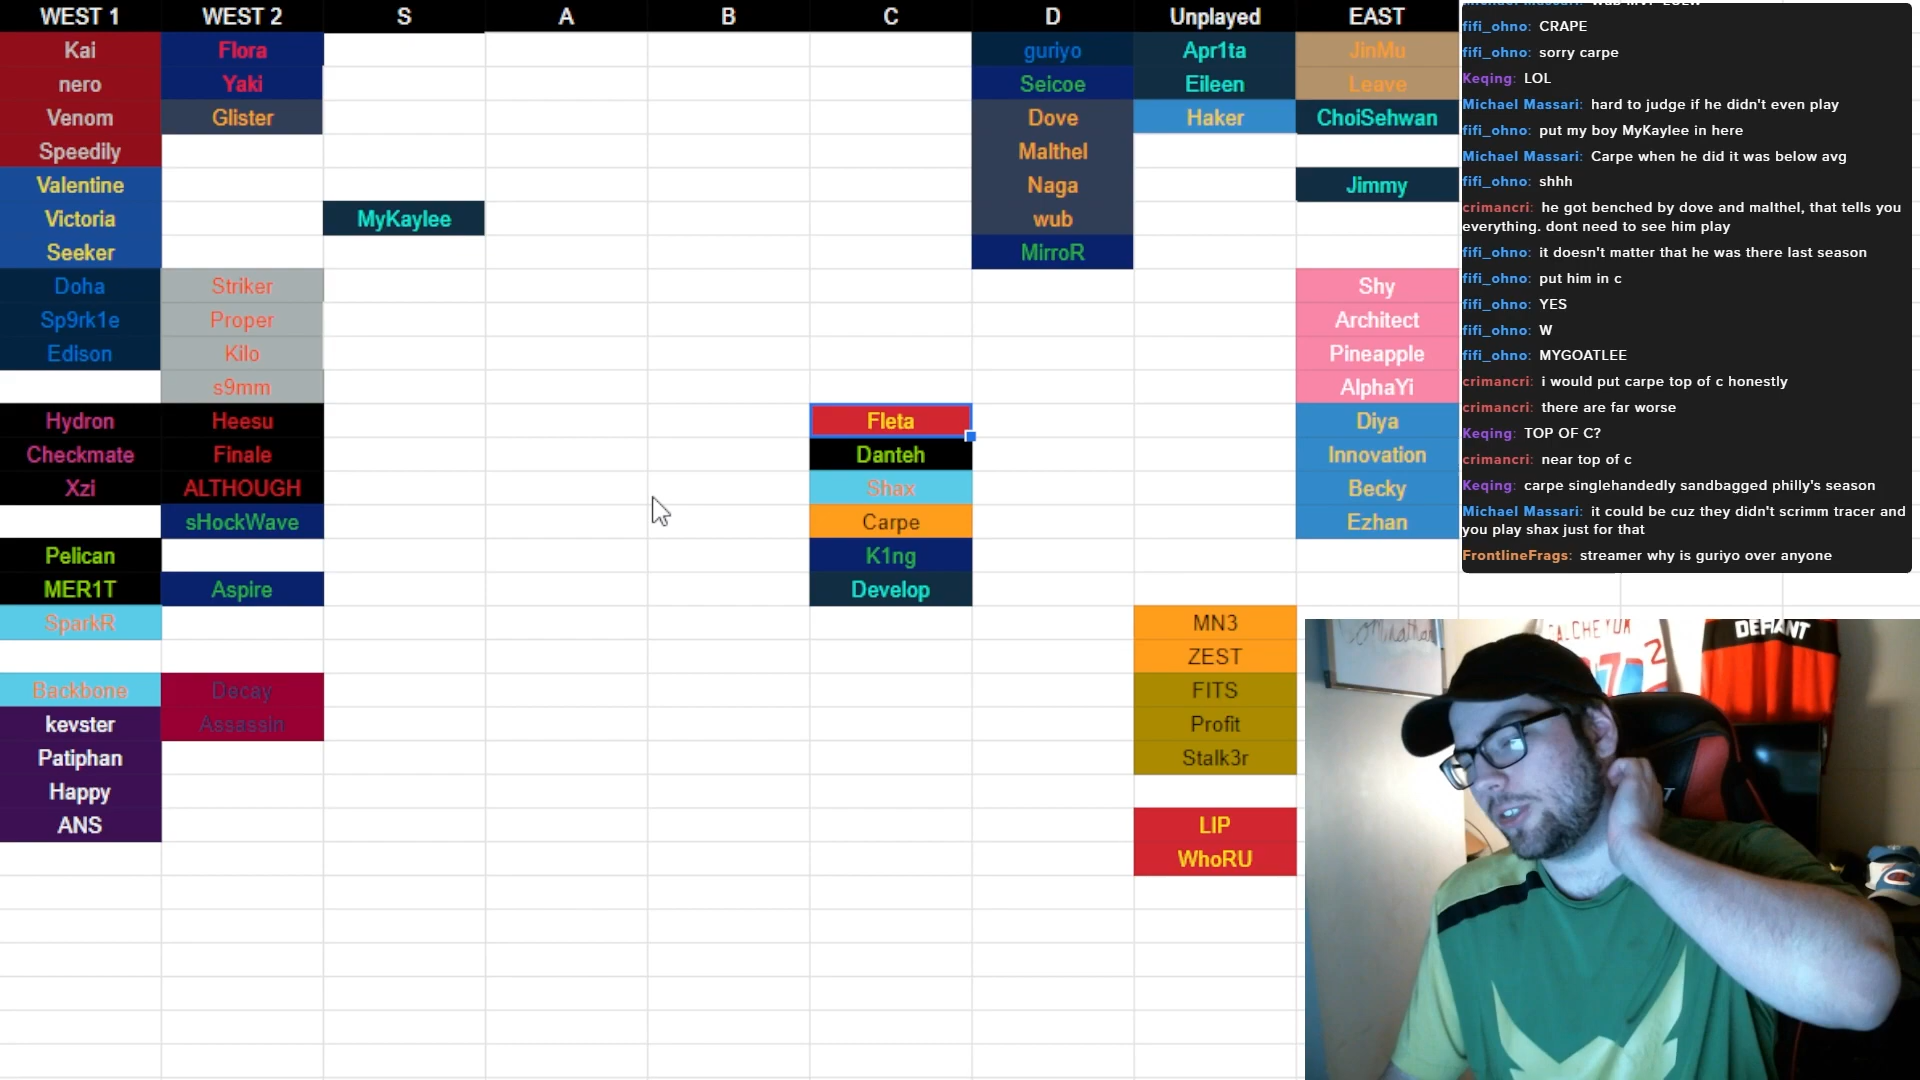 WEST 1 WEST 2 S A B C D Unplayed EAST
Kai Flora guriyo Apr1ta JinMu
nero Yaki Seicoe Eileen Leave
Venom Glister Dove Haker ChoiSehwan
Speedily Malthel
Valentine Naga Jimmy
Victoria MyKaylee wub
Seeker MirroR
Doha Striker Shy
Sp9rk1e Proper Architect
Edison Kilo Pineapple
s9mm AlphaYi
Hydron Heesu Fleta Diya
Checkmate Finale Danteh Innovation
Xzi ALTHOUGH Shax Becky
sHockWave Carpe Ezhan
Pelican K1ng
MER1T Aspire Develop
SparkR MN3
ZEST
Backbone Decay FITS
kevster Assassin Profit
Patiphan Stalk3r
Happy
ANS LIP
WhoRU
fifi_ohno: CRAPE
fifi_ohno: sorry carpe
Keqing: LOL
Michael Massari: hard to judge if he didn't even play
fifi_ohno: put my boy MyKaylee in here
Michael Massari: Carpe when he did it was below avg
fifi_ohno: shhh
crimancri: he got benched by dove and malthel, that tells you
everything. dont need to see him play
fifi_ohno: it doesn't matter that he was there last season
fifi_ohno: put him in c
fifi_ohno: YES
fifi_ohno: W
fifi_ohno: MYGOATLEE
crimancri: i would put carpe top of c honestly
crimancri: there are far worse
Keqing: TOP OF C?
crimancri: near top of c
Keqing: carpe singlehandedly sandbagged philly's season
Michael Massari: it could be cuz they didn't scrimm tracer and
you play shax just for that
FrontlineFrags: streamer why is guriyo over anyone
DEFIANT